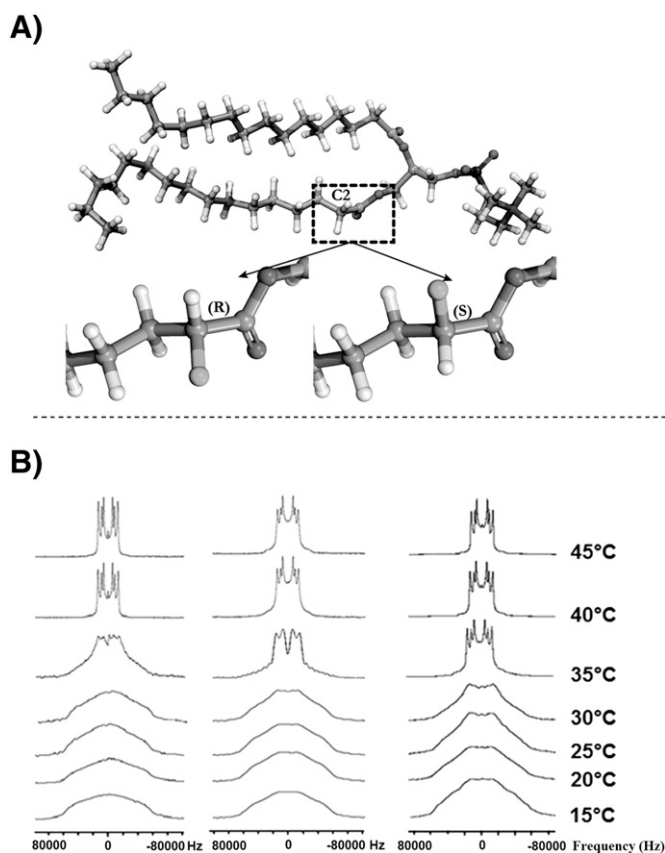 A)
C2
(R) (S)
B)
45°C
40°C
35°C
30°C
25°C
20°C
15°C
80000 0 -80000 Hz 80000 0 -80000 Hz 80000 0 -80000 Frequency (Hz)